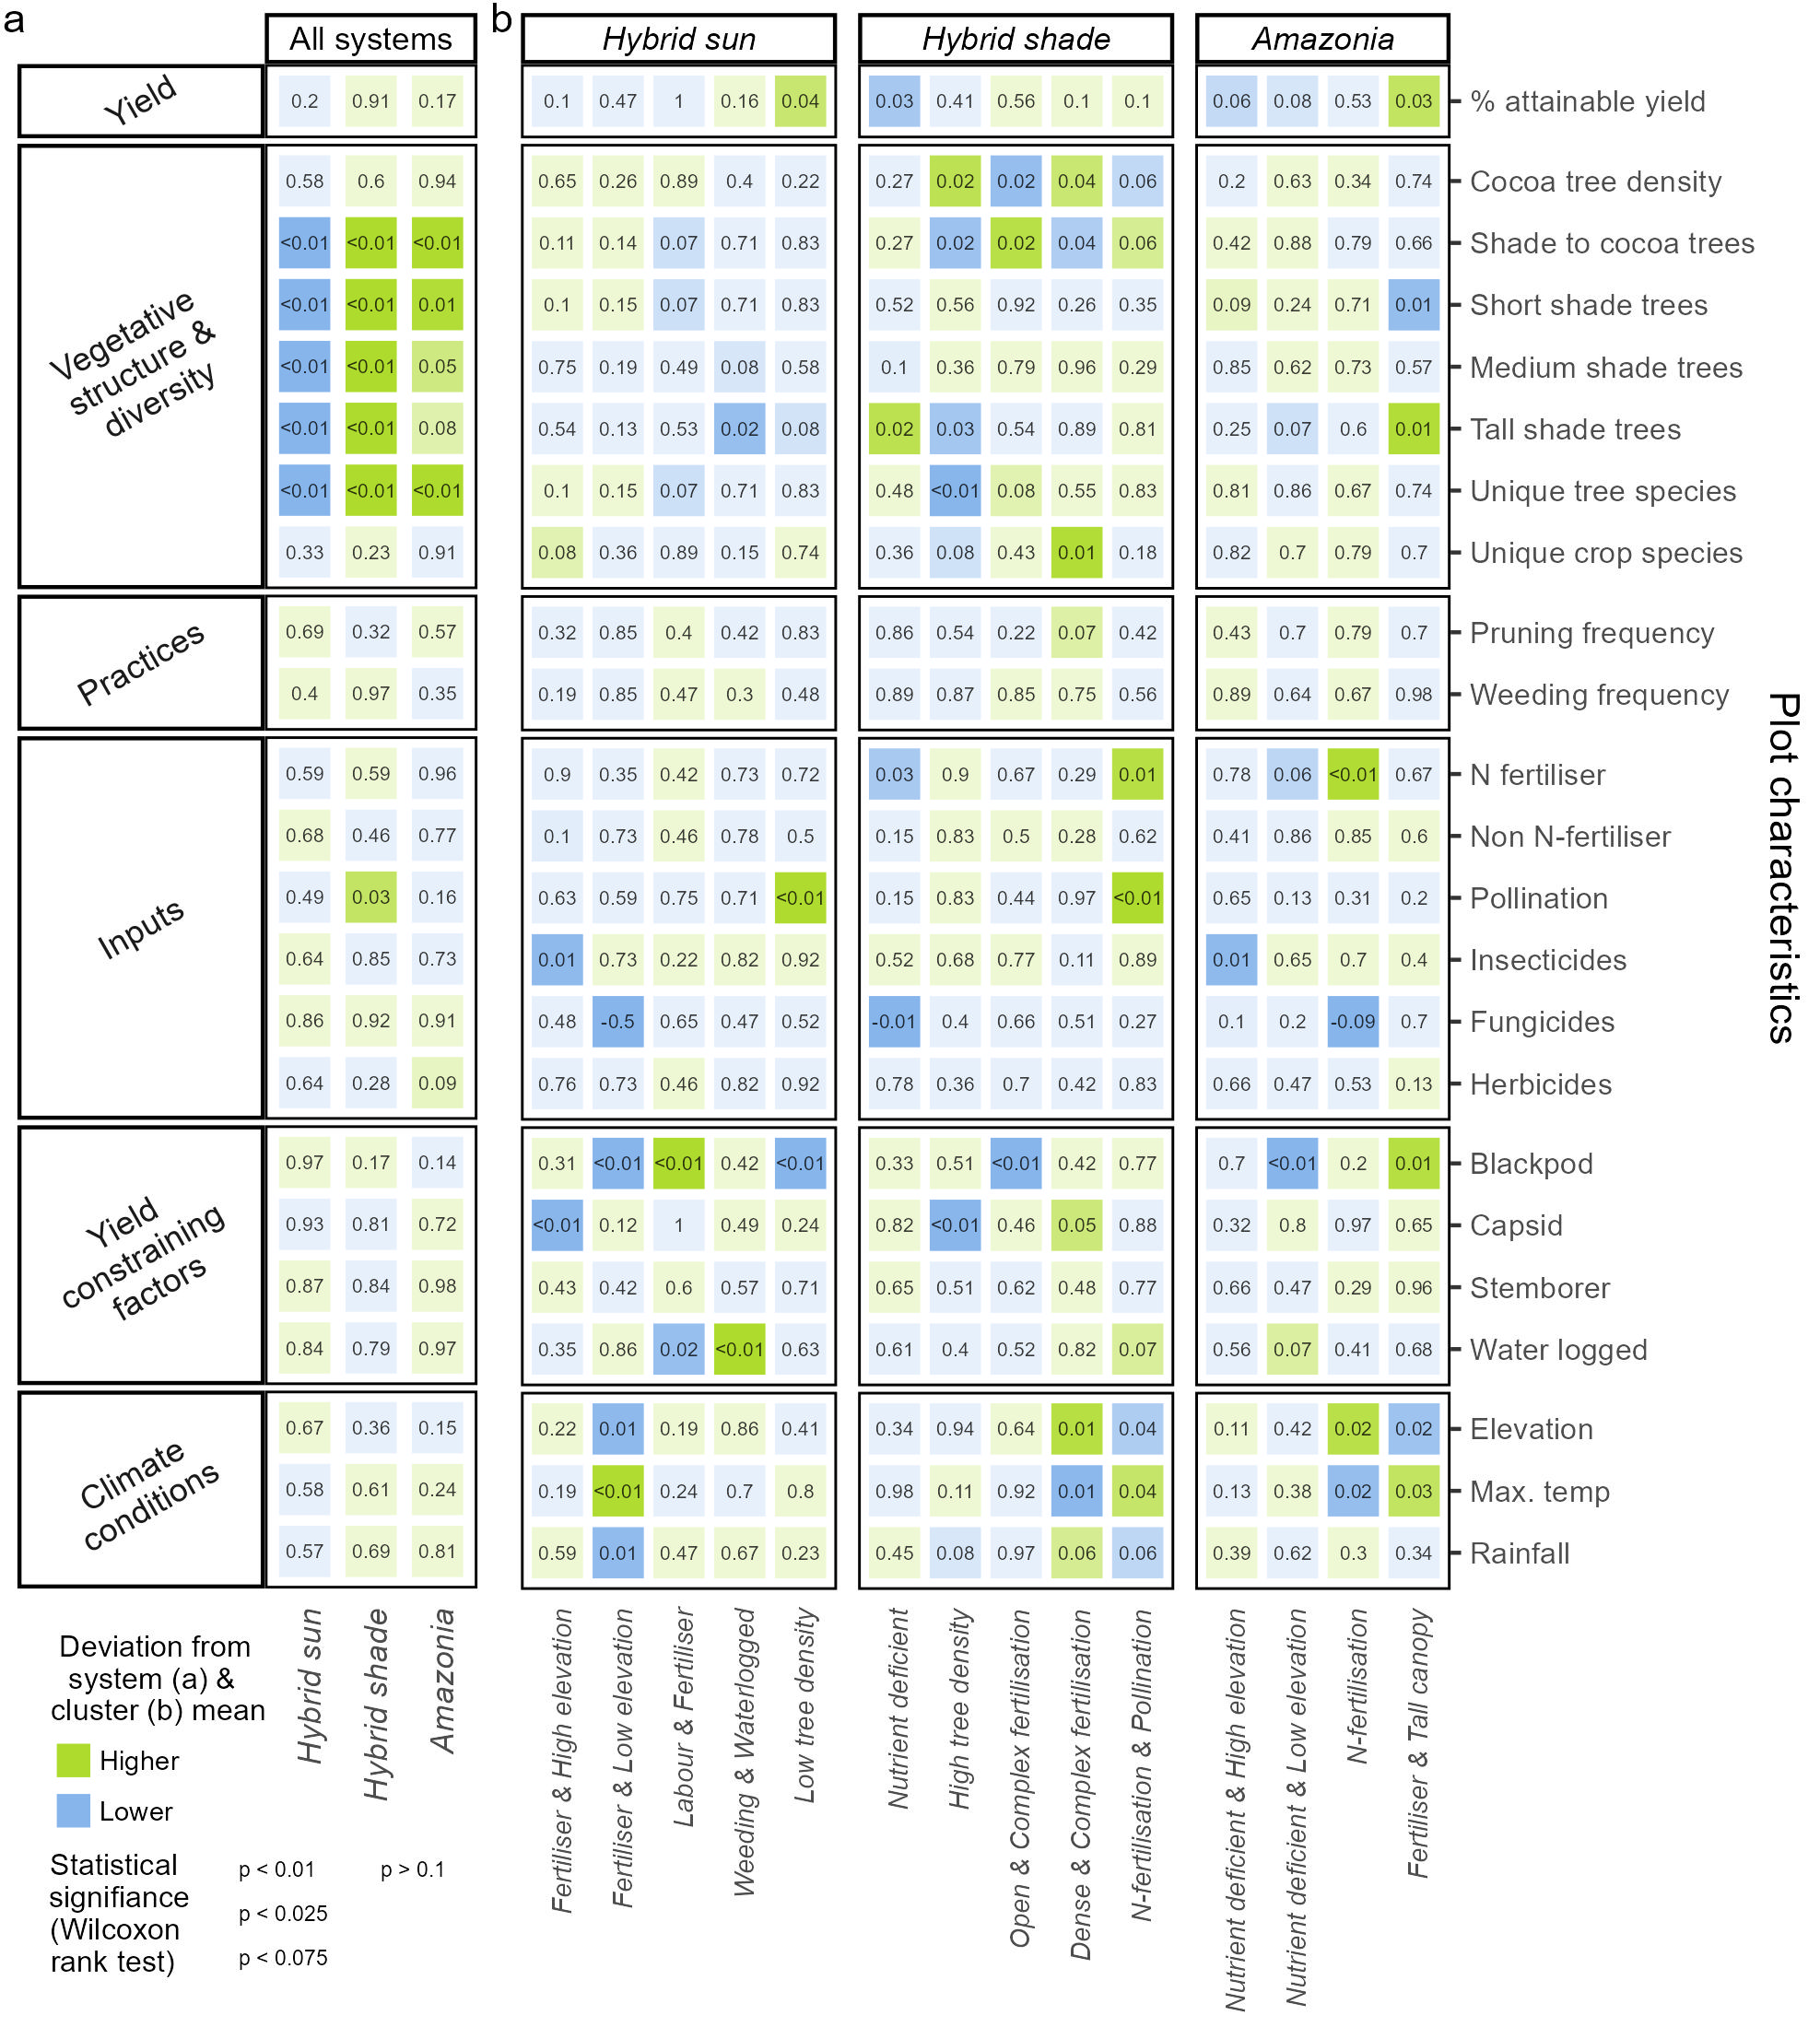 a
b
All systems
Hybrid sun
Hybrid shade
Amazonia
Yield
0.2 0.91 0.17 0.1 0.47 1 0.16 0.04 0.03 0.41 0.56 0.1 0.1 0.06 0.08 0.53 0.03 % attainable yield
Vegetative
structure &
diversity
0.58 0.6 0.94 0.65 0.26 0.89 0.4 0.22 0.27 0.02 0.02 0.04 0.06 0.2 0.63 0.34 0.74 Cocoa tree density
<0.01 <0.01 <0.01 0.11 0.14 0.07 0.71 0.83 0.27 0.02 0.02 0.04 0.06 0.42 0.88 0.79 0.66 Shade to cocoa trees
<0.01 <0.01 0.01 0.1 0.15 0.07 0.71 0.83 0.52 0.56 0.92 0.26 0.35 0.09 0.24 0.71 0.01 Short shade trees
<0.01 <0.01 0.05 0.75 0.19 0.49 0.08 0.58 0.1 0.36 0.79 0.96 0.29 0.85 0.62 0.73 0.57 Medium shade trees
<0.01 <0.01 0.08 0.54 0.13 0.53 0.02 0.08 0.02 0.03 0.54 0.89 0.81 0.25 0.07 0.6 0.01 Tall shade trees
<0.01 <0.01 <0.01 0.1 0.15 0.07 0.71 0.83 0.48 <0.01 0.08 0.55 0.83 0.81 0.86 0.67 0.74 Unique tree species
0.33 0.23 0.91 0.08 0.36 0.89 0.15 0.74 0.36 0.08 0.43 0.01 0.18 0.82 0.7 0.79 0.7 Unique crop species
Practices
0.69 0.32 0.57 0.32 0.85 0.4 0.42 0.83 0.86 0.54 0.22 0.07 0.42 0.43 0.7 0.79 0.7 Pruning frequency
0.4 0.97 0.35 0.19 0.85 0.47 0.3 0.48 0.89 0.87 0.85 0.75 0.56 0.89 0.64 0.67 0.98 Weeding frequency
Inputs
0.59 0.59 0.96 0.9 0.35 0.42 0.73 0.72 0.03 0.9 0.67 0.29 0.01 0.78 0.06 <0.01 0.67 N fertiliser
0.68 0.46 0.77 0.1 0.73 0.46 0.78 0.5 0.15 0.83 0.5 0.28 0.62 0.41 0.86 0.85 0.6 Non N-fertiliser
0.49 0.03 0.16 0.63 0.59 0.75 0.71 <0.01 0.15 0.83 0.44 0.97 <0.01 0.65 0.13 0.31 0.2 Pollination
0.64 0.85 0.73 0.01 0.73 0.22 0.82 0.92 0.52 0.68 0.77 0.11 0.89 0.01 0.65 0.7 0.4 Insecticides
0.86 0.92 0.91 0.48 -0.5 0.65 0.47 0.52 -0.01 0.4 0.66 0.51 0.27 0.1 0.2 -0.09 0.7 Fungicides
0.64 0.28 0.09 0.76 0.73 0.46 0.82 0.92 0.78 0.36 0.7 0.42 0.83 0.66 0.47 0.53 0.13 Herbicides
Yield
constraining
factors
0.97 0.17 0.14 0.31 <0.01 <0.01 0.42 <0.01 0.33 0.51 <0.01 0.42 0.77 0.7 <0.01 0.2 0.01 Blackpod
0.93 0.81 0.72 <0.01 0.12 1 0.49 0.24 0.82 <0.01 0.46 0.05 0.88 0.32 0.8 0.97 0.65 Capsid
0.87 0.84 0.98 0.43 0.42 0.6 0.57 0.71 0.65 0.51 0.62 0.48 0.77 0.66 0.47 0.29 0.96 Stemborer
0.84 0.79 0.97 0.35 0.86 0.02 <0.01 0.63 0.61 0.4 0.52 0.82 0.07 0.56 0.07 0.41 0.68 Water logged
Climate
conditions
0.67 0.36 0.15 0.22 0.01 0.19 0.86 0.41 0.34 0.94 0.64 0.01 0.04 0.11 0.42 0.02 0.02 Elevation
0.58 0.61 0.24 0.19 <0.01 0.24 0.7 0.8 0.98 0.11 0.92 0.01 0.04 0.13 0.38 0.02 0.03 Max. temp
0.57 0.69 0.81 0.59 0.01 0.47 0.67 0.23 0.45 0.08 0.97 0.06 0.06 0.39 0.62 0.3 0.34 Rainfall
Plot characteristics
Hybrid sun
Hybrid shade
Amazonia
Fertiliser & High elevation
Fertiliser & Low elevation
Labour & Fertiliser
Weeding & Waterlogged
Low tree density
Nutrient deficient
High tree density
Open & Complex fertilisation
Dense & Complex fertilisation
N-fertilisation & Pollination
Nutrient deficient & High elevation
Nutrient deficient & Low elevation
N-fertilisation
Fertiliser & Tall canopy
Deviation from
system (a) &
cluster (b) mean
Higher
Lower
Statistical
signifiance
(Wilcoxon
rank test)
p < 0.01
p > 0.1
p < 0.025
p < 0.075